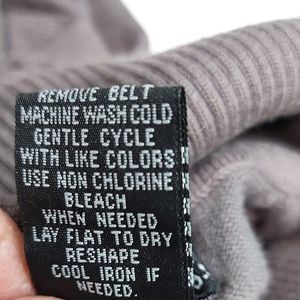 REMOVE BELT
MACHINE WASH COLD
GENTLE CYCLE
WITH LIKE COLORS
USE NON CHLORINE
BLEACH
WHEN NEEDED
LAY FLAT TO DRY
RESHAPE
COOL IRON IF
NEEDED.